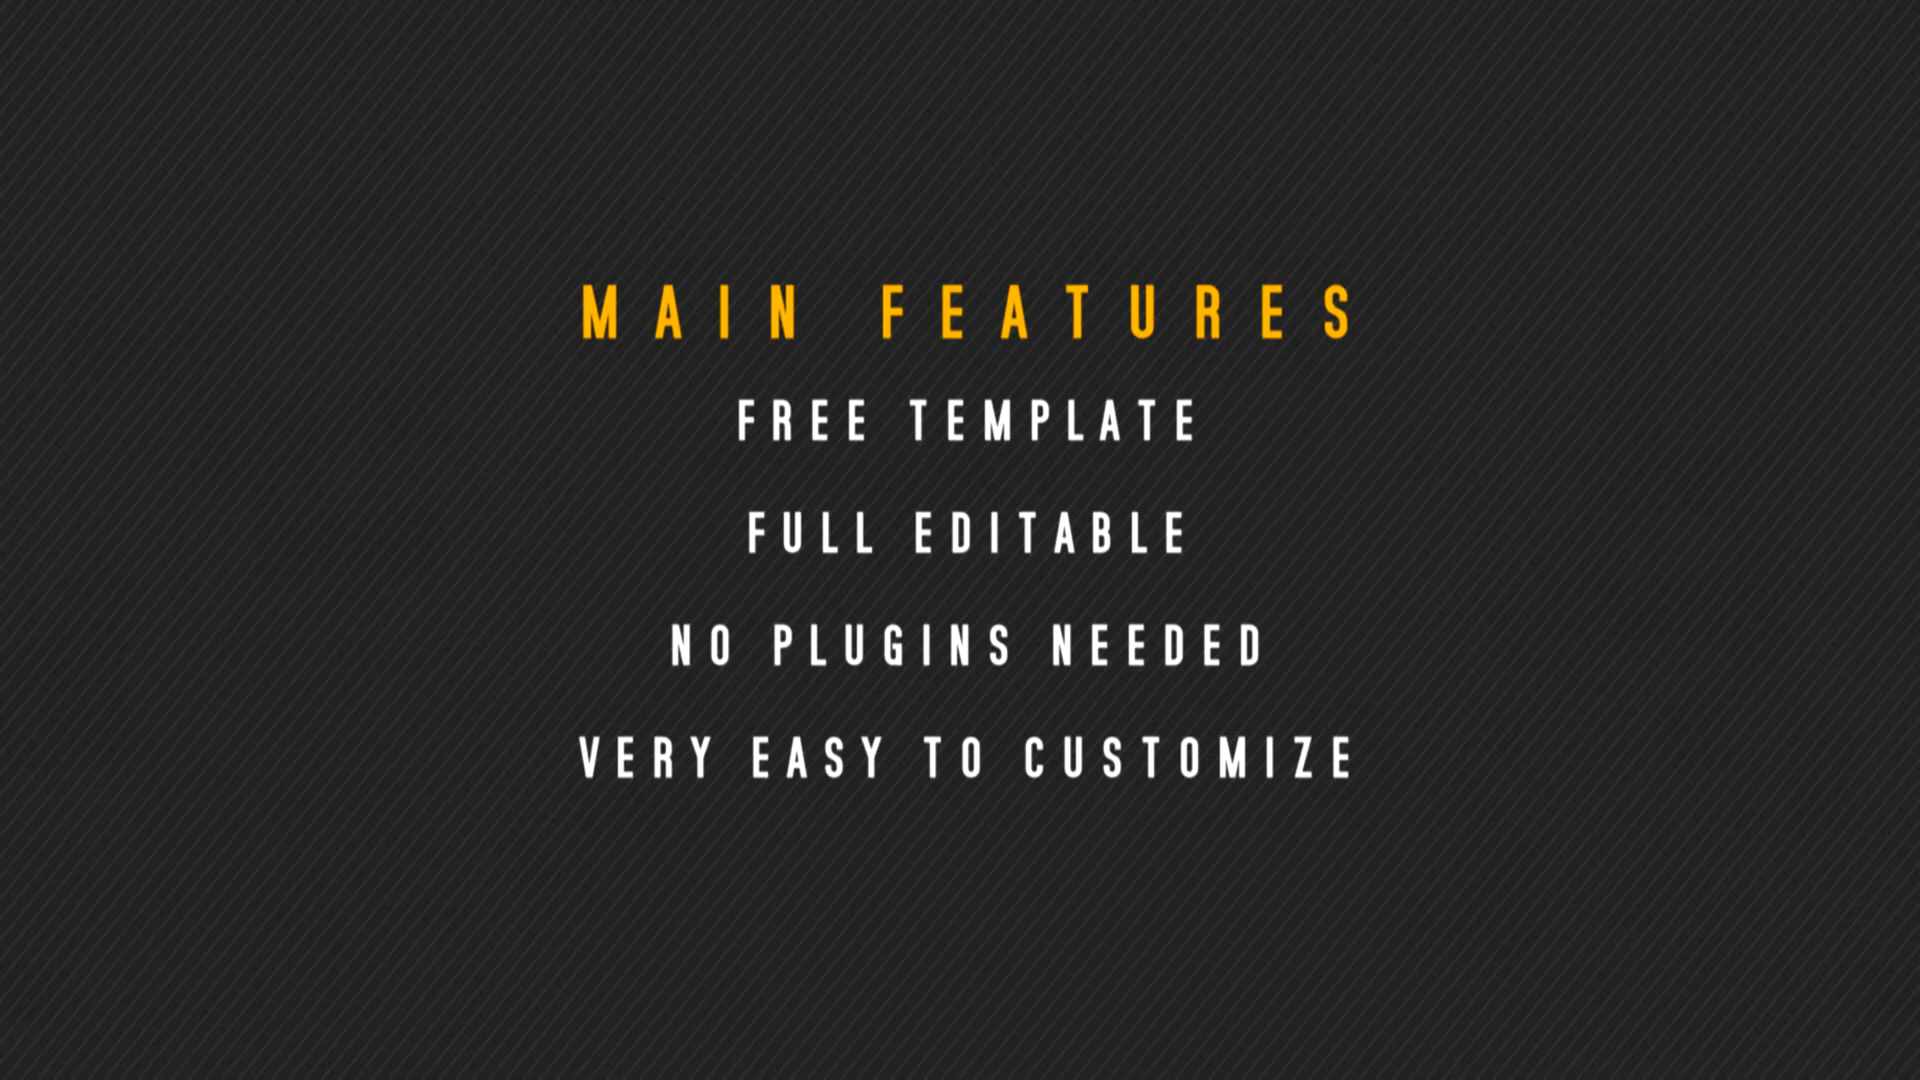 MAIN FEATURES
FREE TEMPLATE
FULL EDITABLE
NO PLUGINS NEEDED
VERY EASY TO CUSTOMIZE